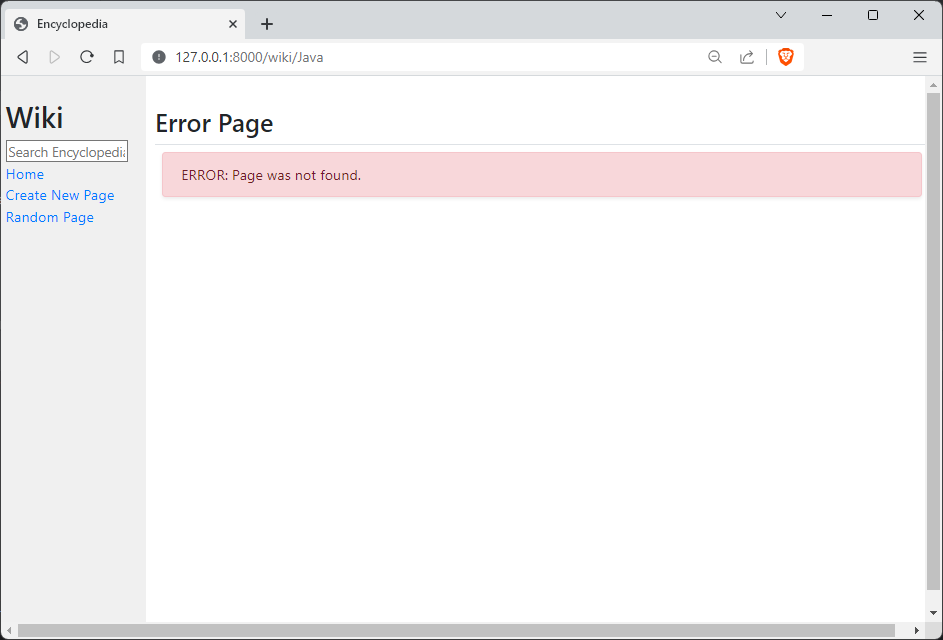 Encyclopedia
127.0.0.1:8000/wiki/Java
Wiki
Search Encyclopedia
Home
Create New Page
Random Page
Error Page
ERROR: Page was not found.